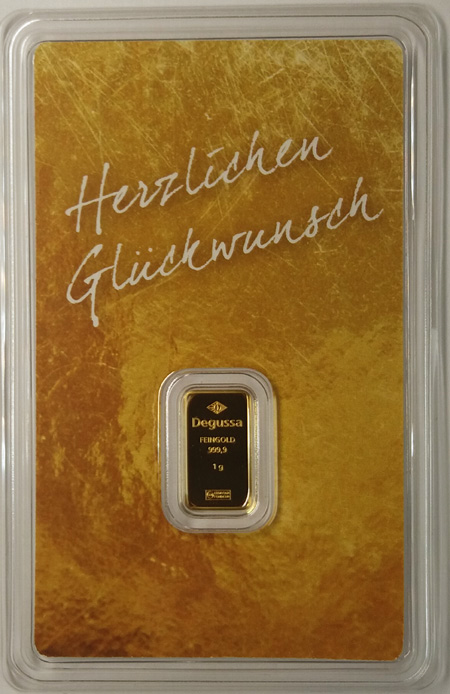 Herzlichen
Glückwunsch
Degussa
FEINGOLD
999,9
1 g